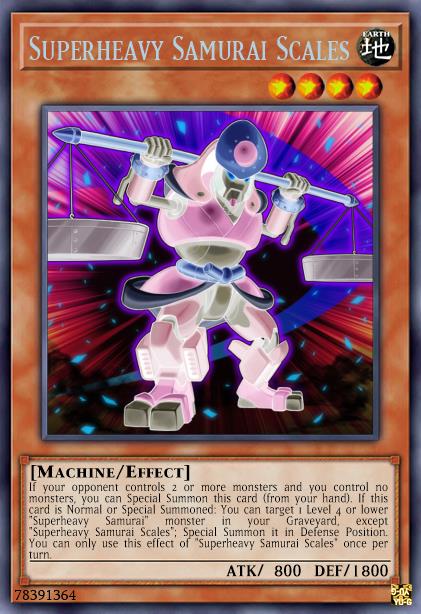 SUPERHEAVY SAMURAI SCALES
EARTH
地
[MACHINE/EFFECT]
If your opponent controls 2 or more monsters and you control no
monsters, you can Special Summon this card (from your hand). If this
card is Normal or Special Summoned: You can target 1 Level 4 or lower
"Superheavy Samurai" monster in your Graveyard, except
"Superheavy Samurai Scales"; Special Summon it in Defense Position.
You can only use this effect of "Superheavy Samurai Scales" once per
turn.
ATK/ 800 DEF/1800
78391364